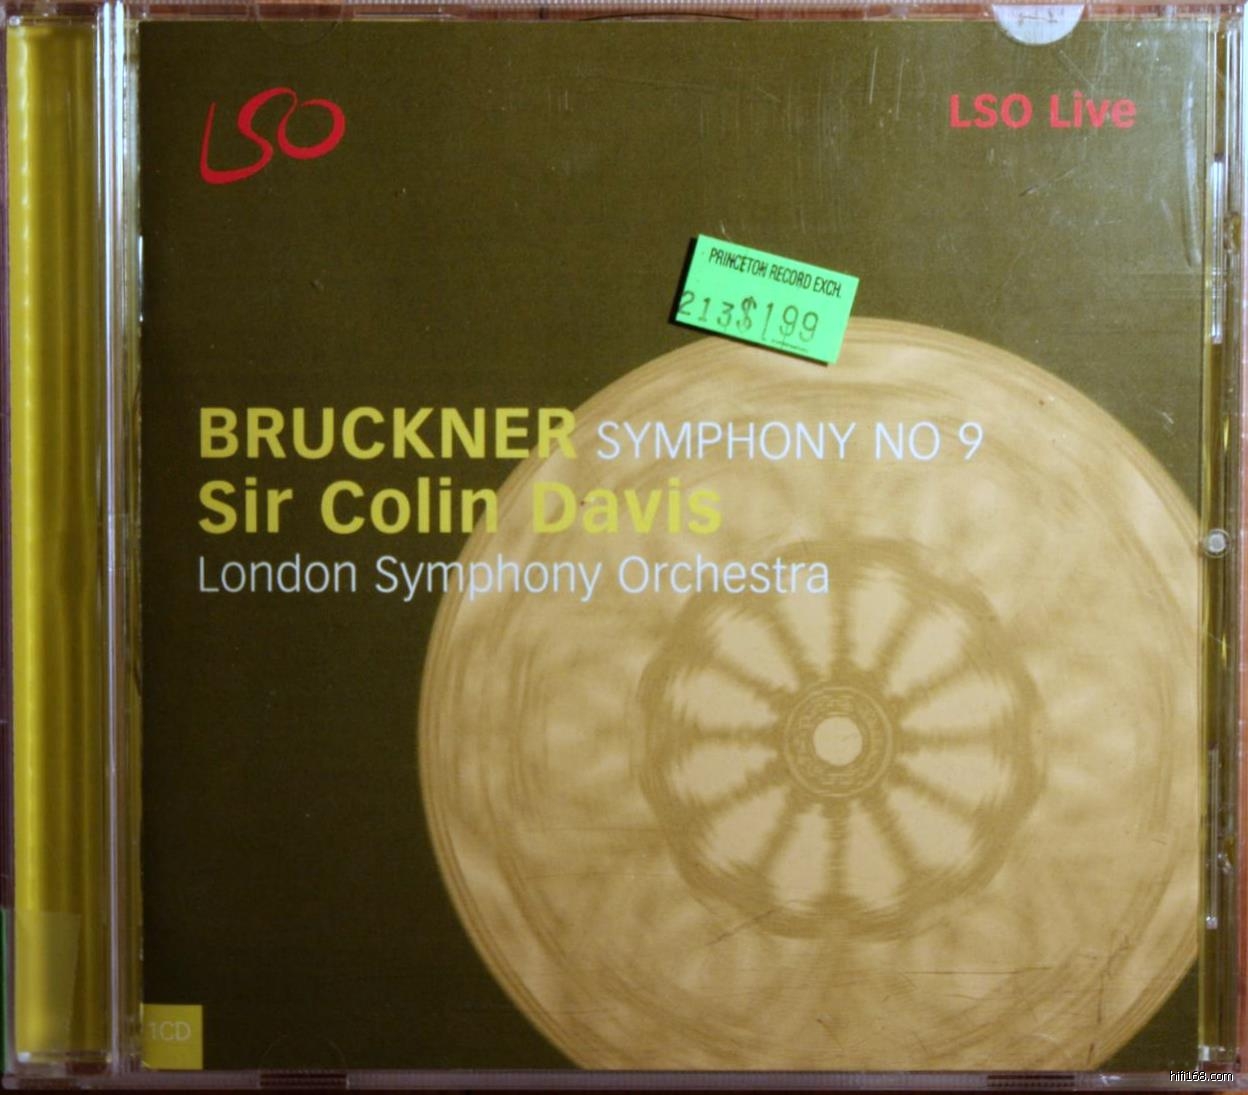 LSO
LSO Live
PRINCETON RECORD EXCH.
213 $1.99
BRUCKNER SYMPHONY NO 9
Sir Colin Davis
London Symphony Orchestra
1CD
hifi168.com